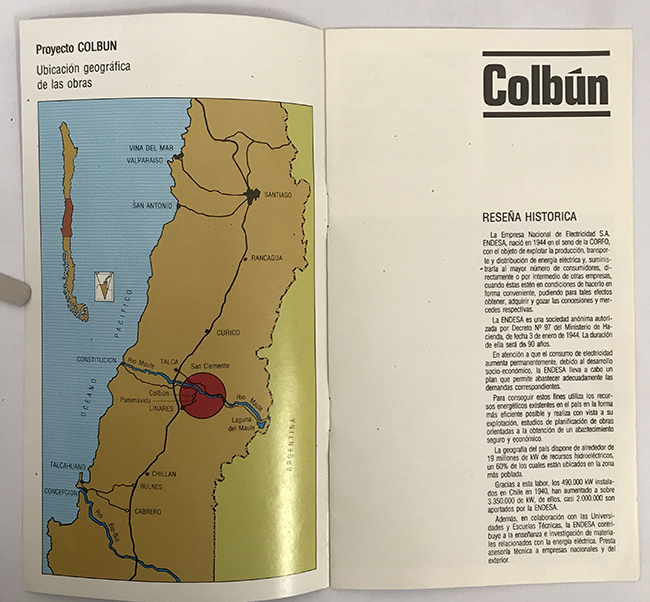 Proyecto COLBUN
Ubicación geográfica
de las obras
VIÑA DEL MAR
VALPARAISO
SANTIAGO
SAN ANTONIO
RANCAGUA
OCEANO PACIFICO
CURICO
CONSTITUCION
Rio Maule
TALCA
San Clemente
Colbún
Panimávida
LINARES
Rio Maule
Laguna
del Maule
ARGENTINA
TALCAHUANO
CONCEPCION
CHILLAN
BULNES
CABRERO
Rio Bio Bio
Colbún
RESEÑA HISTORICA
La Empresa Nacional de Electricidad S.A.
ENDESA, nació en 1944 en el seno de la CORFO,
con el objeto de explotar la producción, transpor-
te y distribución de energía eléctrica y, suminis-
trarla al mayor número de consumidores, direc-
tamente o por intermedio de otras empresas,
cuando éstas estén en condiciones de hacerlo en
forma conveniente, pudiendo para tales efectos
obtener, adquirir y gozar las concesiones y mer-
cedes respectivas.
La ENDESA es una sociedad anónima autori-
zada por Decreto Nº 97 del Ministerio de Ha-
cienda, de fecha 3 de enero de 1944. La duración
de ella será de 90 años.
En atención a que el consumo de electricidad
aumenta permanentemente, debido al desarrollo
socio-económico, la ENDESA lleva a cabo un
plan que permite abastecer adecuadamente las
demandas correspondientes.
Para conseguir estos fines utiliza los recur-
sos energéticos existentes en el país en la forma
más eficiente posible y realiza con vista a su
explotación, estudios de planificación de obras
orientadas a la obtención de un abastecimiento
seguro y económico.
La geografía del país dispone de alrededor de
19 millones de kW de recursos hidroeléctricos,
un 60% de los cuales están ubicados en la zona
más poblada.
Gracias a esta labor, los 490.000 kW instala-
dos en Chile en 1940, han aumentado a sobre
3.350.000 de kW, de ellos, casi 2.000.000 son
aportados por la ENDESA.
Además, en colaboración con las Universida-
des y Escuelas Técnicas, la ENDESA contri-
buye a la enseñanza e investigación de materia-
les relacionados con la energía eléctrica. Presta
asesoría técnica a empresas nacionales y del
exterior.